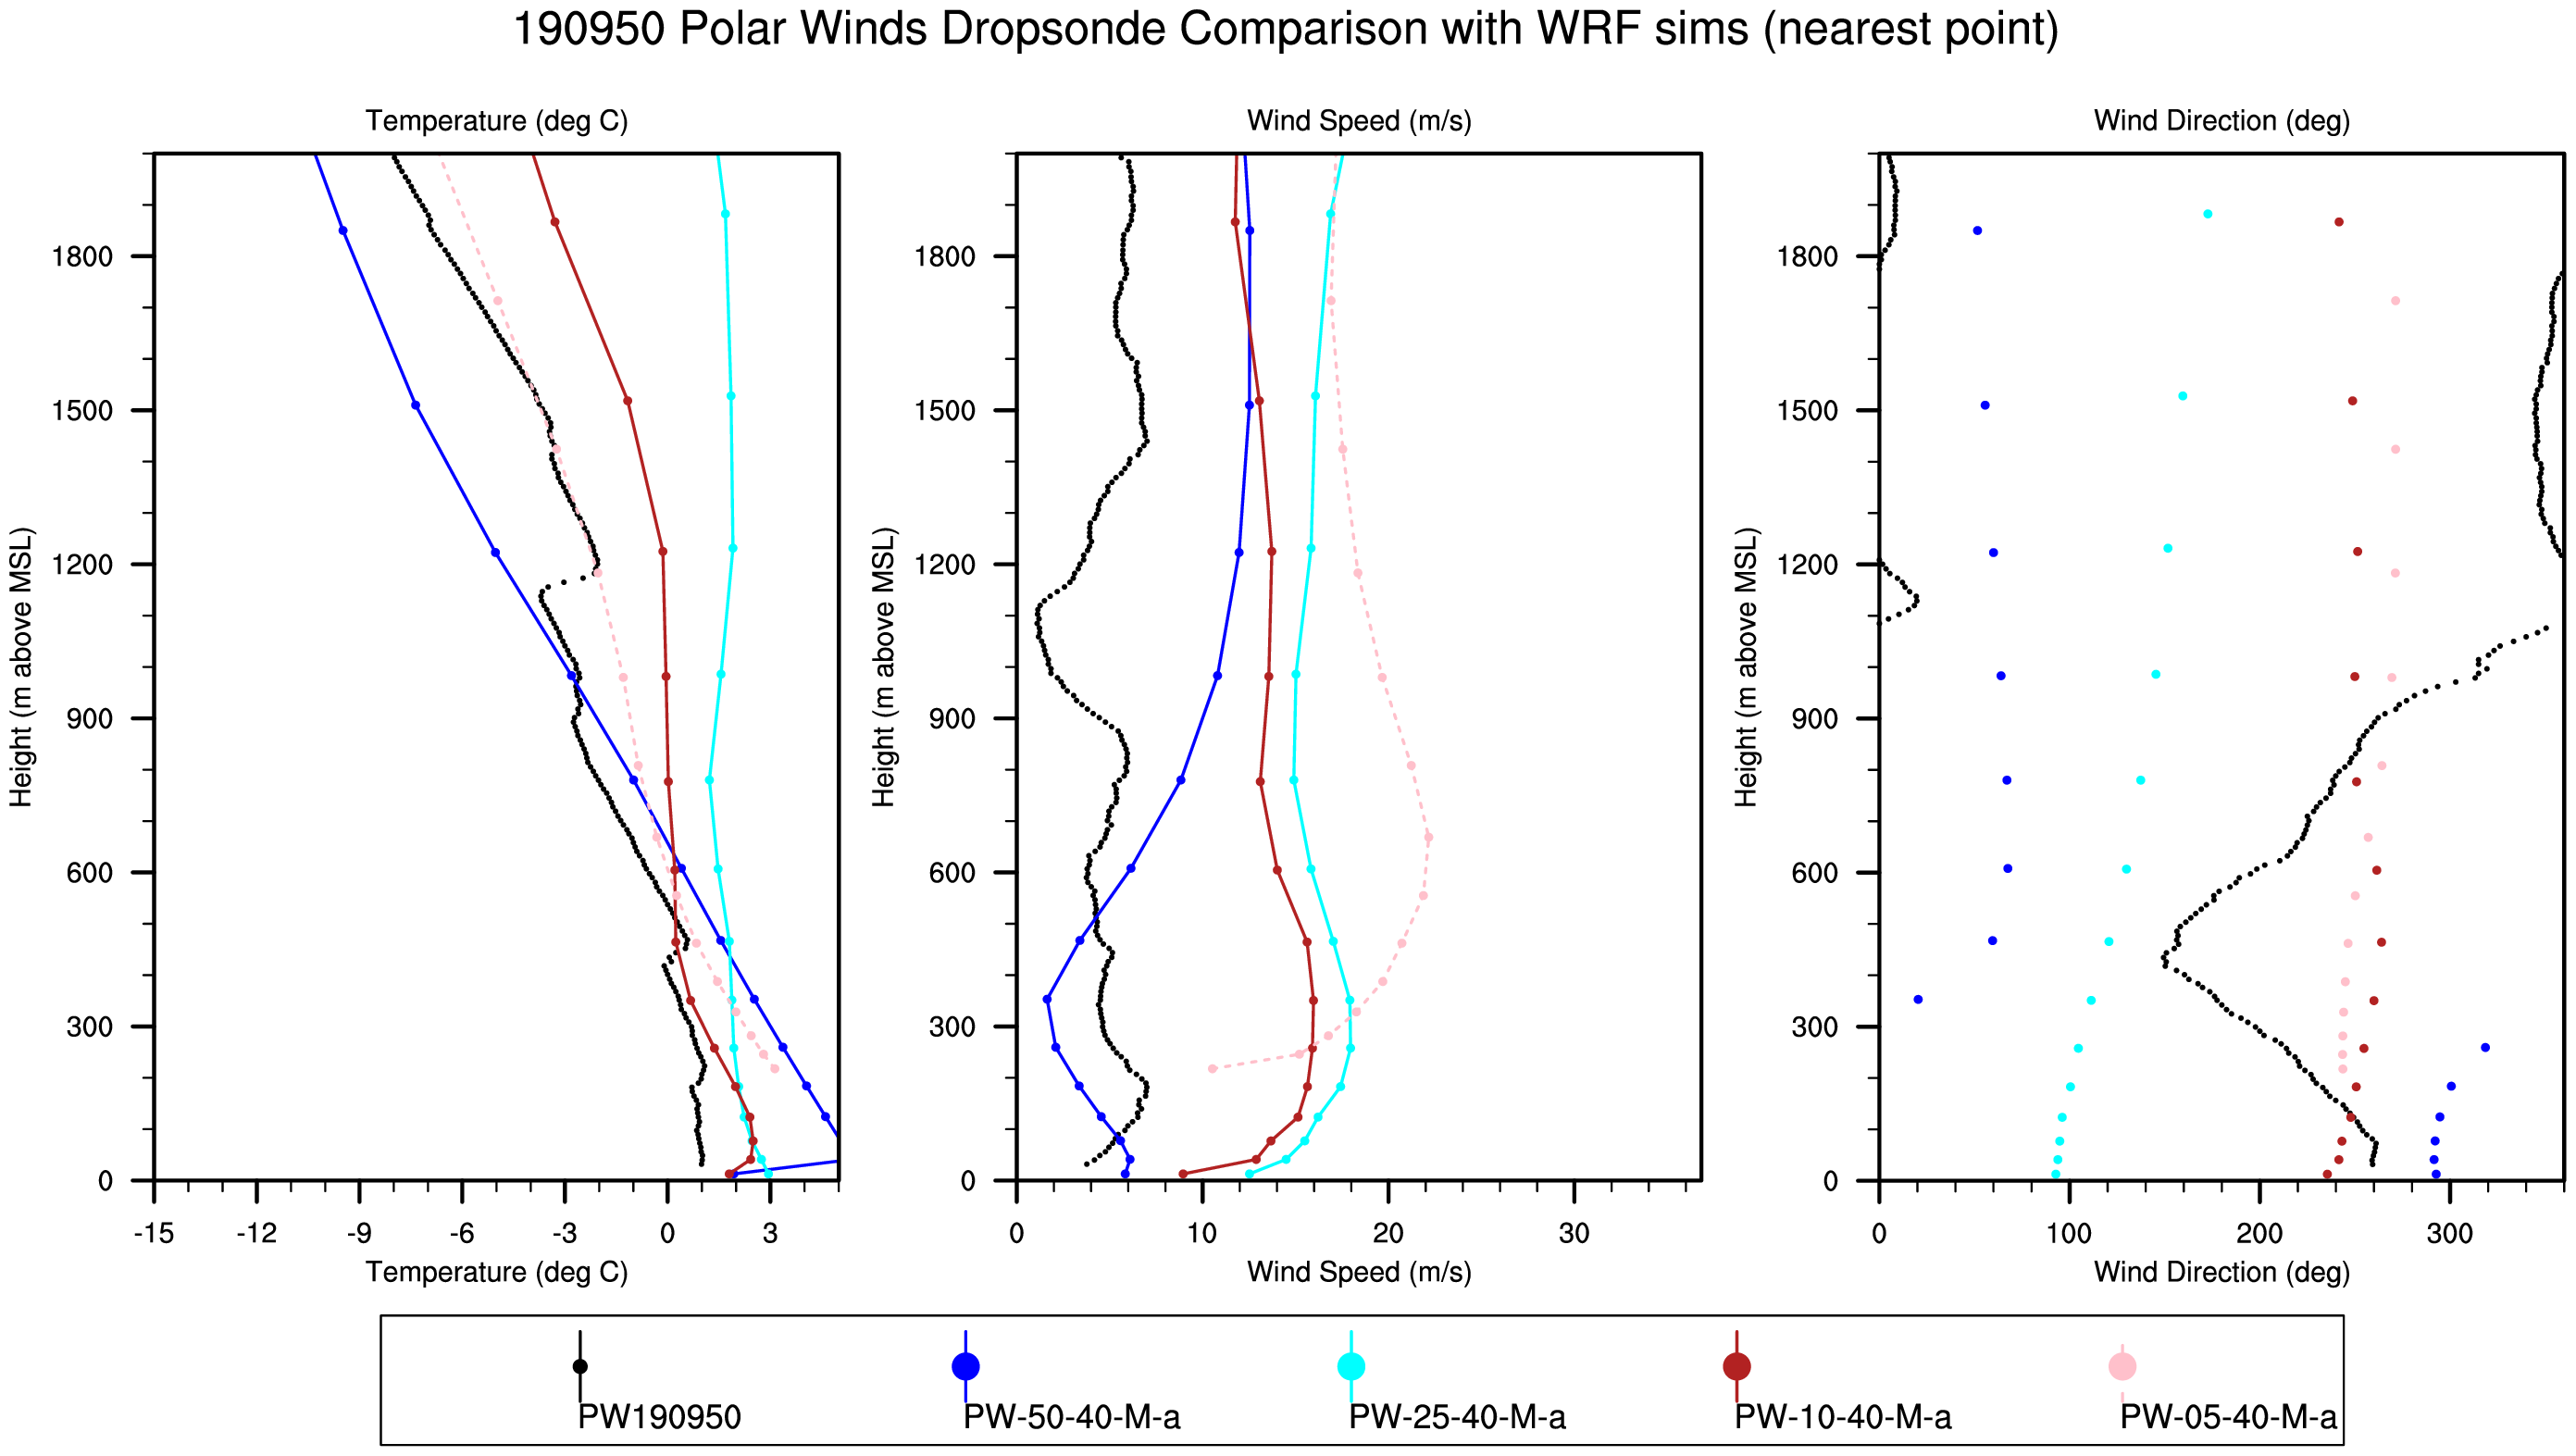 190950 Polar Winds Dropsonde Comparison with WRF sims (nearest point)
Temperature (deg C)
Wind Speed (m/s)
Wind Direction (deg)
Height (m above MSL)
1800
1500
1200
900
600
300
0
-15 -12 -9 -6 -3 0 3
Temperature (deg C)
Height (m above MSL)
1800
1500
1200
900
600
300
0
0 10 20 30
Wind Speed (m/s)
Height (m above MSL)
1800
1500
1200
900
600
300
0
0 100 200 300
Wind Direction (deg)
PW190950
PW-50-40-M-a
PW-25-40-M-a
PW-10-40-M-a
PW-05-40-M-a